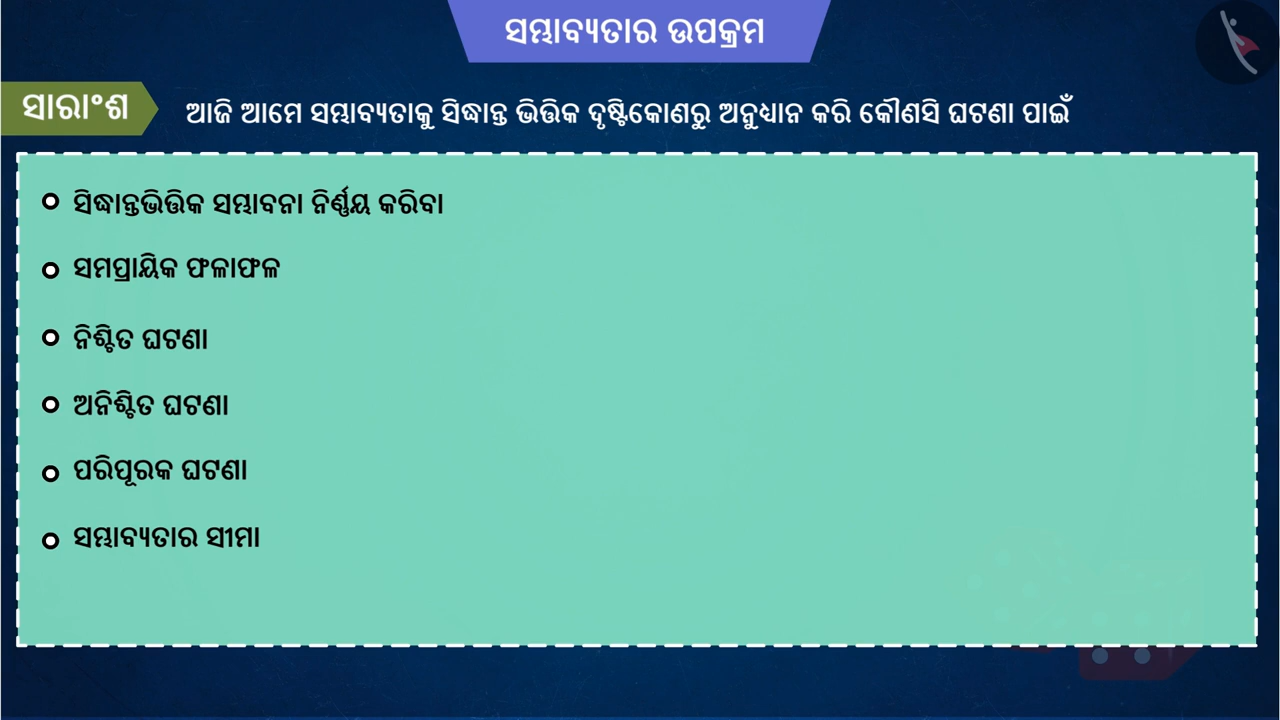 ସମ୍ଭାବ୍ୟତାର ଉପକ୍ରମ
ସାରାଂଶ
ଆଜି ଆମେ ସମ୍ଭାବ୍ୟତାକୁ ସିଦ୍ଧାନ୍ତ ଭିତ୍ତିକ ଦୃଷ୍ଟିକୋଣରୁ ଅନୁଧ୍ୟାନ କରି କୌଣସି ଘଟଣା ପାଇଁ
ସିଦ୍ଧାନ୍ତଭିତ୍ତିକ ସମ୍ଭାବନା ନିର୍ଣ୍ଣୟ କରିବା
ସମପ୍ରାୟିକ ଫଳାଫଳ
ନିଶ୍ଚିତ ଘଟଣା
ଅନିଶ୍ଚିତ ଘଟଣା
ପରିପୂରକ ଘଟଣା
ସମ୍ଭାବ୍ୟତାର ସୀମା